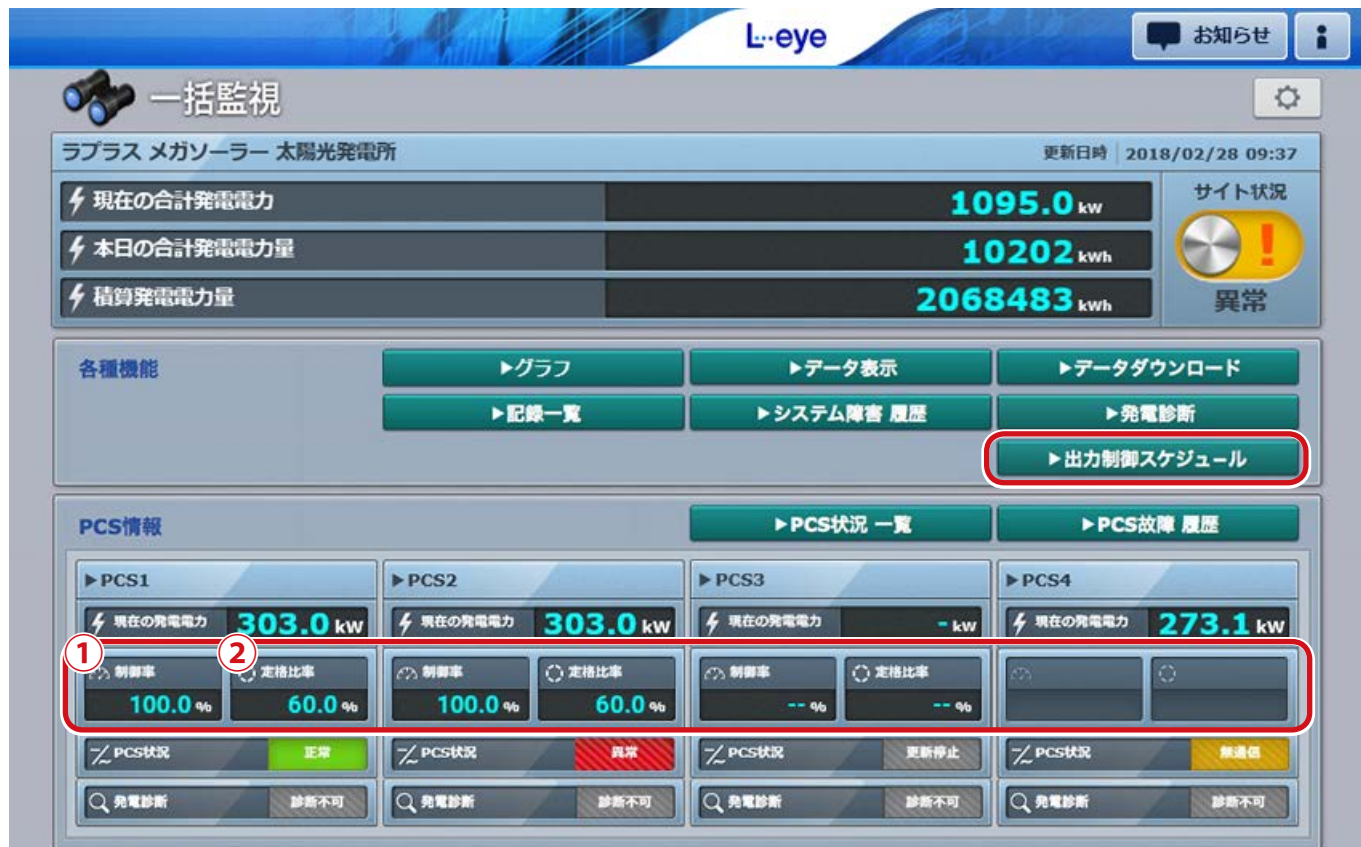 L・・eye
お知らせ
一括監視
ラプラス メガソーラー 太陽光発電所
更新日時 2018/02/28 09:37
現在の合計発電電力 1095.0 kW
サイト状況
本日の合計発電電力量 10202 kWh
!
積算発電電力量 2068483 kWh
異常
各種機能
▶グラフ ▶データ表示 ▶データダウンロード
▶記録一覧 ▶システム障害 履歴 ▶発電診断
▶出力制御スケジュール
PCS情報 ▶PCS状況 一覧 ▶PCS故障 履歴
▶PCS1 ▶PCS2 ▶PCS3 ▶PCS4
現在の発電電力 303.0 kW 現在の発電電力 303.0 kW 現在の発電電力 - kW 現在の発電電力 273.1 kW
① ②
制御率 定格比率 制御率 定格比率 制御率 定格比率
100.0 % 60.0 % 100.0 % 60.0 % -- % -- %
PCS状況 正常 PCS状況 異常 PCS状況 更新停止 PCS状況 無通信
発電診断 診断不可 発電診断 診断不可 発電診断 診断不可 発電診断 診断不可